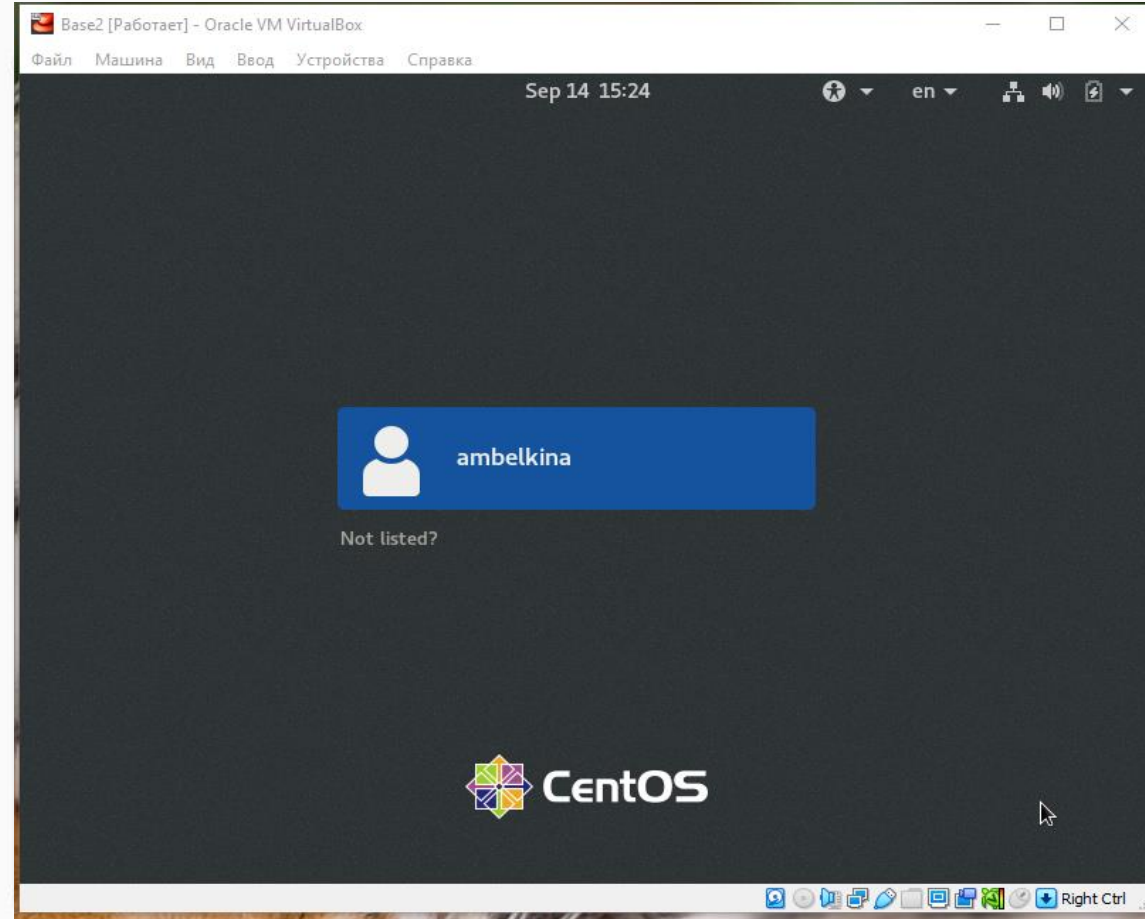 Base2 [Работает] - Oracle VM VirtualBox
Файл Машина Вид Ввод Устройства Справка
Sep 14 15:24 en
ambelkina
Not listed?
CentOS
Right Ctrl